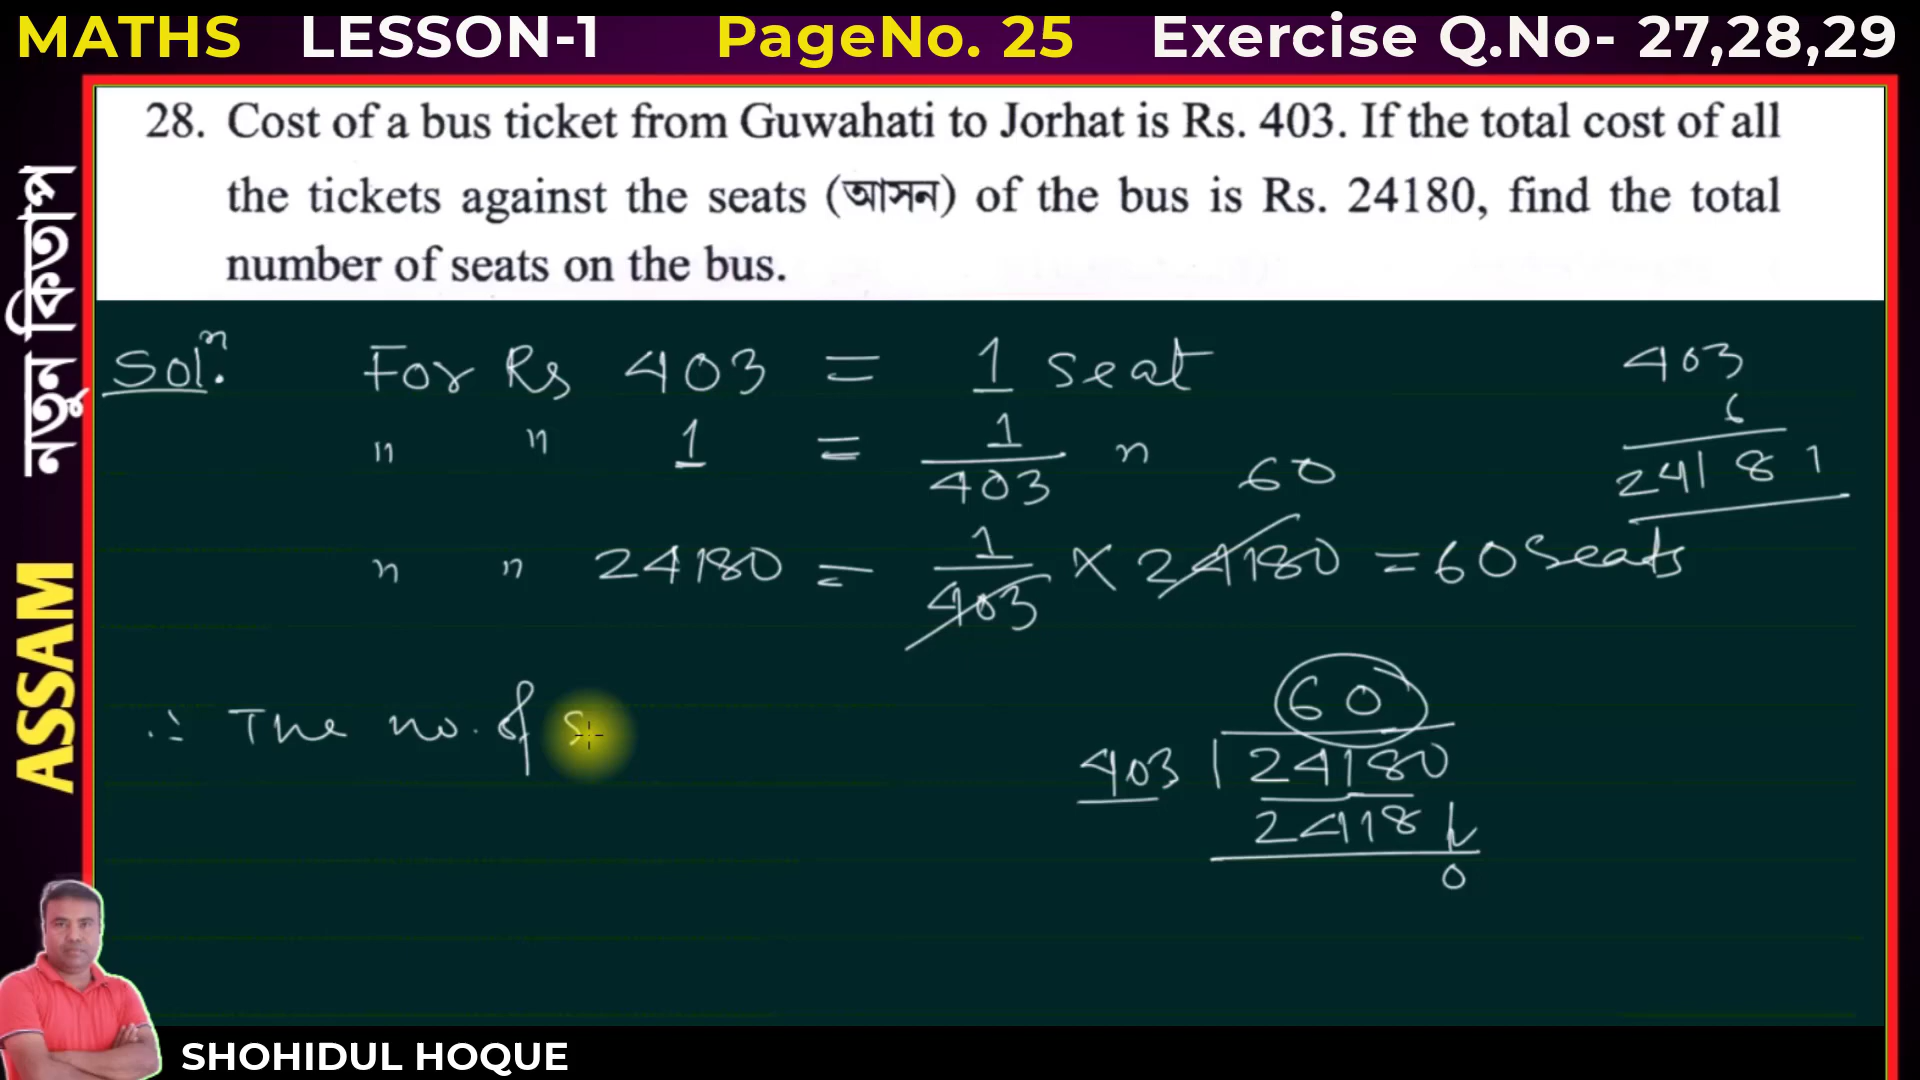 MATHS LESSON-1 PageNo. 25 Exercise Q.No- 27,28,29
28. Cost of a bus ticket from Guwahati to Jorhat is Rs. 403. If the total cost of all
the tickets against the seats (আসন) of the bus is Rs. 24180, find the total
number of seats on the bus.
Solⁿ. For Rs 403 = 1 seat
" " 1 = 1/403 "
" " 24180 = 1/403 × 24180 = 60 seats
60
403
6
2418
∴ The no. of s
60
403 24180
2418
0
ASSAM নতুন কিতাপ
SHOHIDUL HOQUE